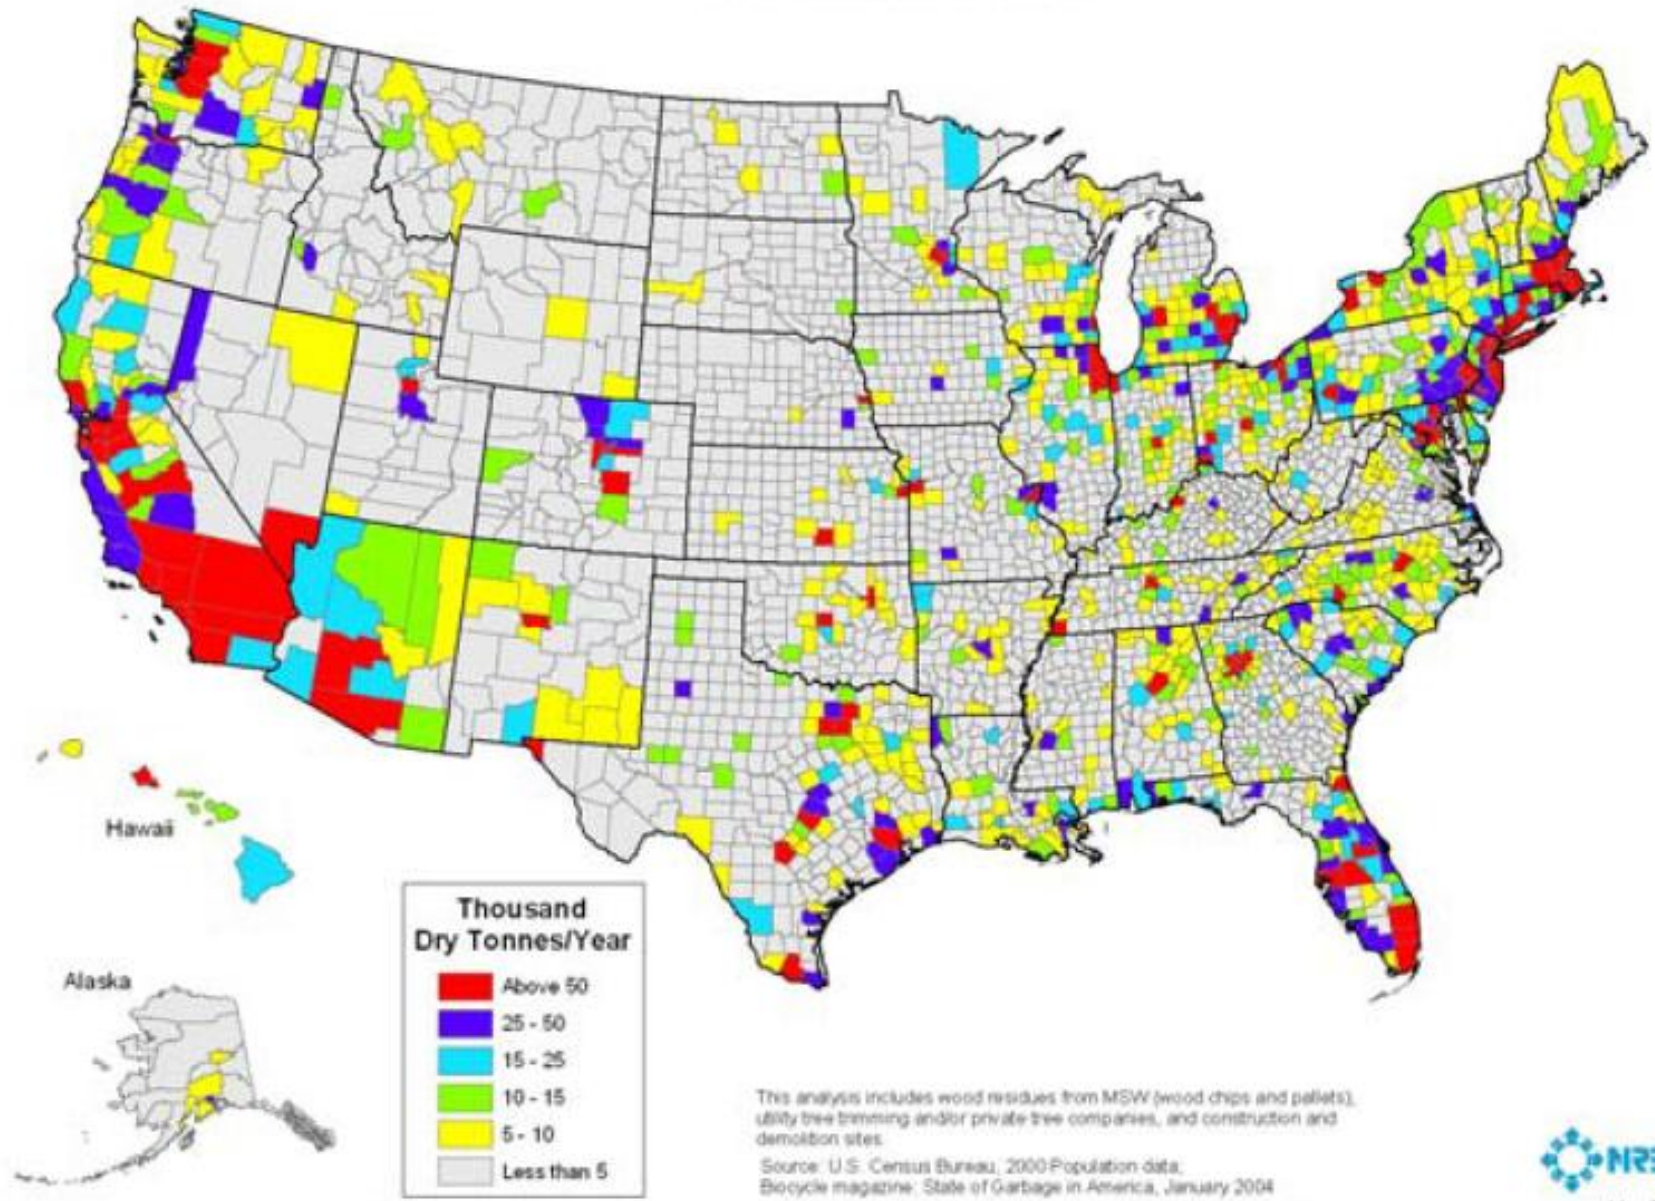 Hawaii
Alaska
Thousand
Dry Tonnes/Year
Above 50
25 - 50
15 - 25
10 - 15
5 - 10
Less than 5
This analysis includes wood residues from MSW (wood chips and pallets),
utility tree trimming and/or private tree companies, and construction and
demolition sites.
Source: U.S. Census Bureau, 2000 Population data;
Biocycle magazine; State of Garbage in America, January 2004